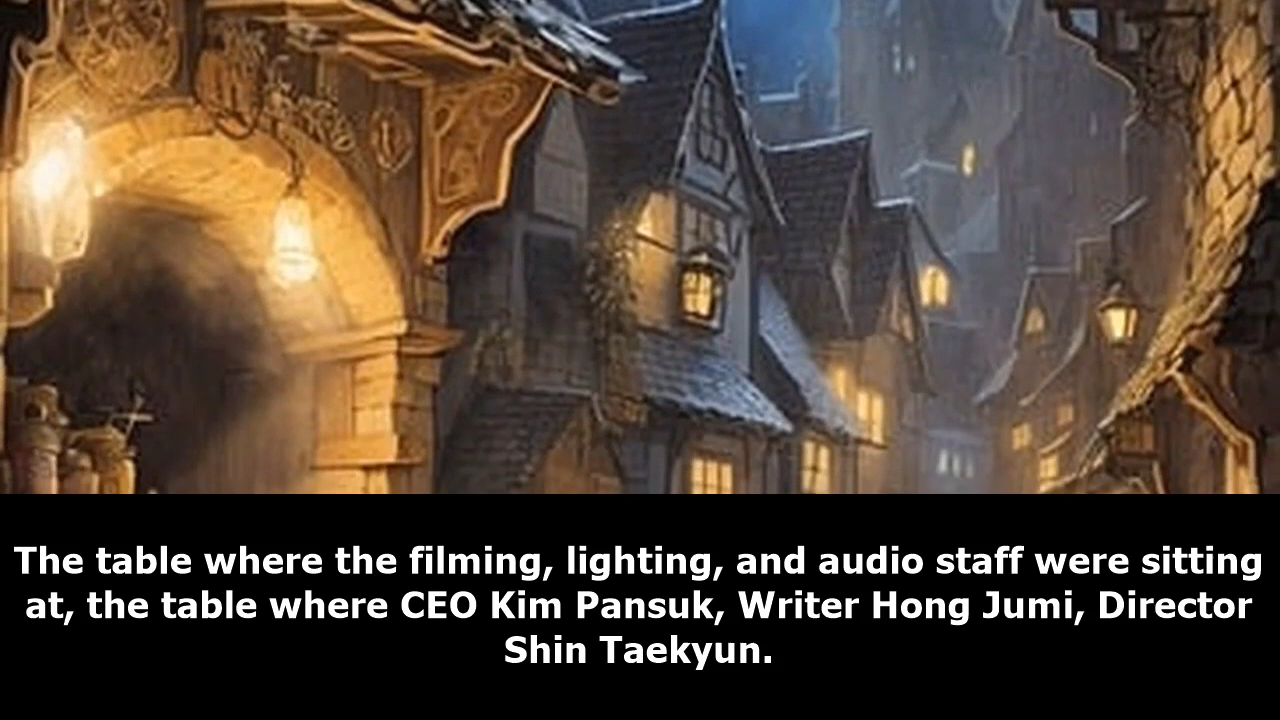 The table where the filming, lighting, and audio staff were sitting
at, the table where CEO Kim Pansuk, Writer Hong Jumi, Director
Shin Taekyun.